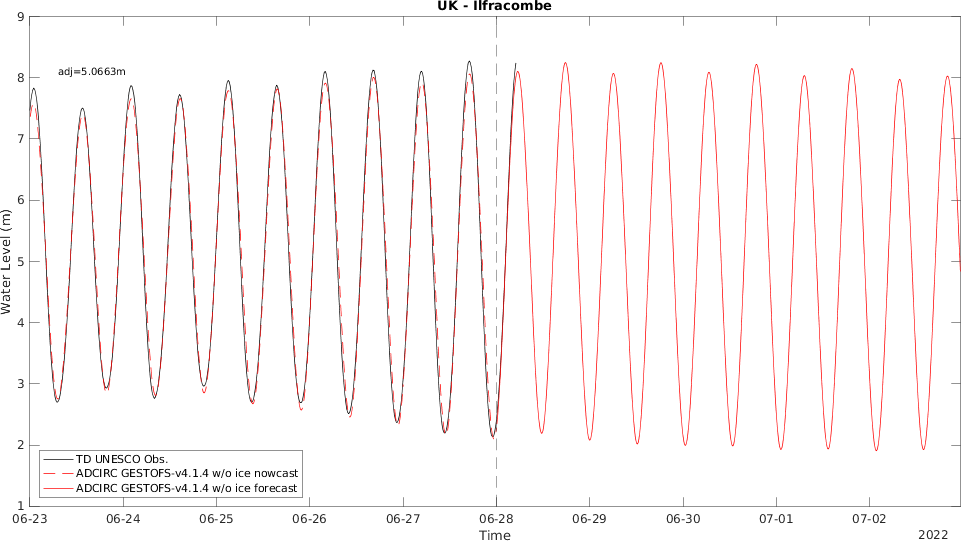 UK - Ilfracombe
adj=5.0663m
9
8
7
6
5
4
3
2
1
Water Level (m)
TD UNESCO Obs.
ADCIRC GESTOFS-v4.1.4 w/o ice nowcast
ADCIRC GESTOFS-v4.1.4 w/o ice forecast
06-23 06-24 06-25 06-26 06-27 06-28 06-29 06-30 07-01 07-02
Time
2022